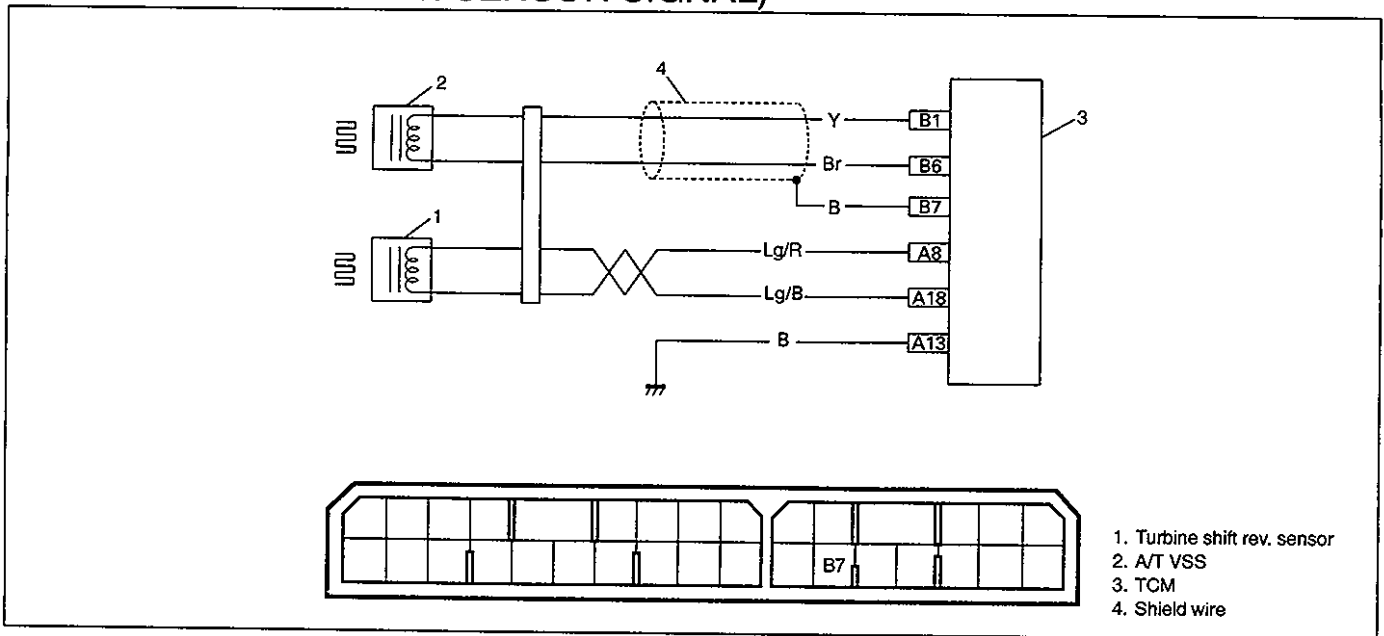 2
4
Y
B1
3
Br
B6
B
B7
1
Lg/R
A8
Lg/B
A18
B
A13
B7
1. Turbine shift rev. sensor
2. A/T VSS
3. TCM
4. Shield wire